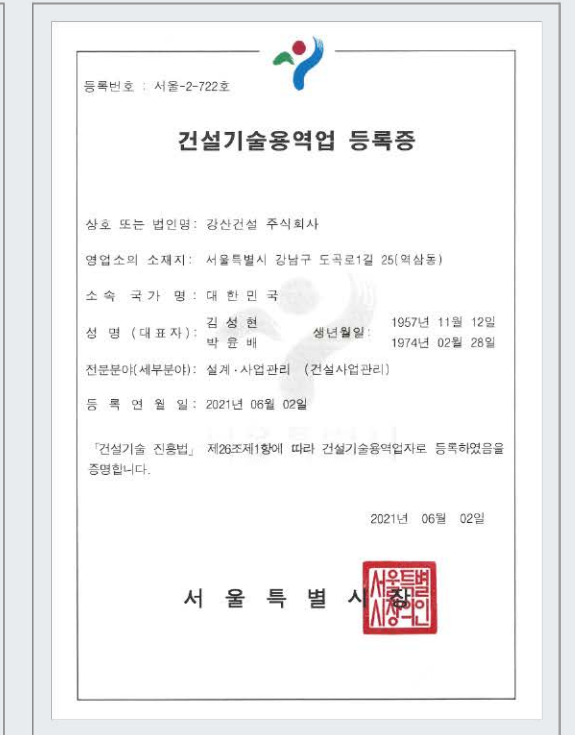 등록번호 : 서울-2-722호
건설기술용역업 등록증
상호 또는 법인명: 강산건설 주식회사
영업소의 소재지: 서울특별시 강남구 도곡로1길 25(역삼동)
소속 국가 명: 대한민국
성 명 (대표자): 김성현 생년월일: 1957년 11월 12일
박윤배 1974년 02월 28일
전문분야(세부분야): 설계·사업관리 (건설사업관리)
등 록 연 월 일: 2021년 06월 02일
「건설기술 진흥법」 제26조제1항에 따라 건설기술용역업자로 등록하였음을
증명합니다.
2021년 06월 02일
서울특별시장
서울특별
시장의인